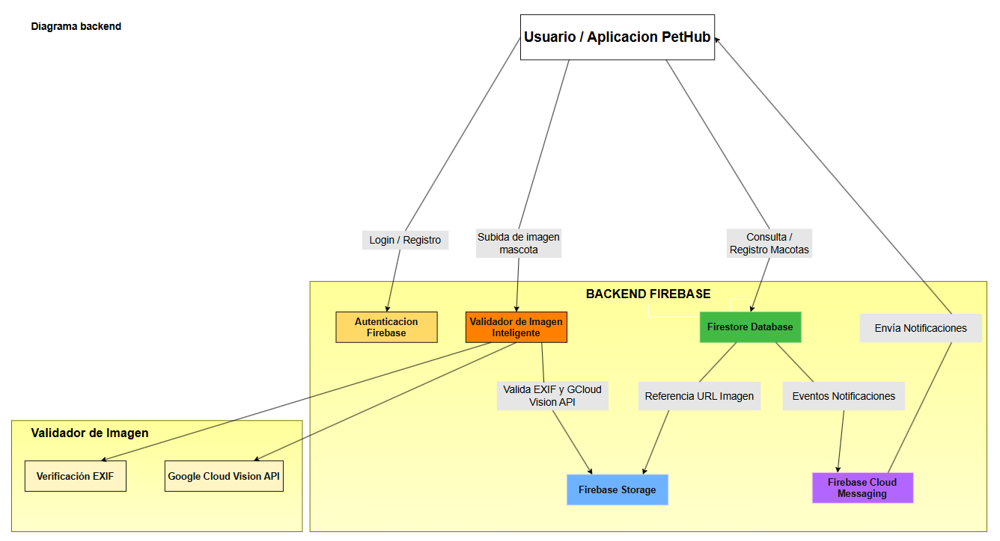 Diagrama backend
Usuario / Aplicacion PetHub
Login / Registro
Subida de imagen
mascota
Consulta /
Registro Macotas
BACKEND FIREBASE
Autenticacion
Firebase
Validador de Imagen
Inteligente
Firestore Database
Envía Notificaciones
Valida EXIF y GCloud
Vision API
Referencia URL Imagen
Eventos Notificaciones
Validador de Imagen
Verificación EXIF
Google Cloud Vision API
Firebase Storage
Firebase Cloud
Messaging